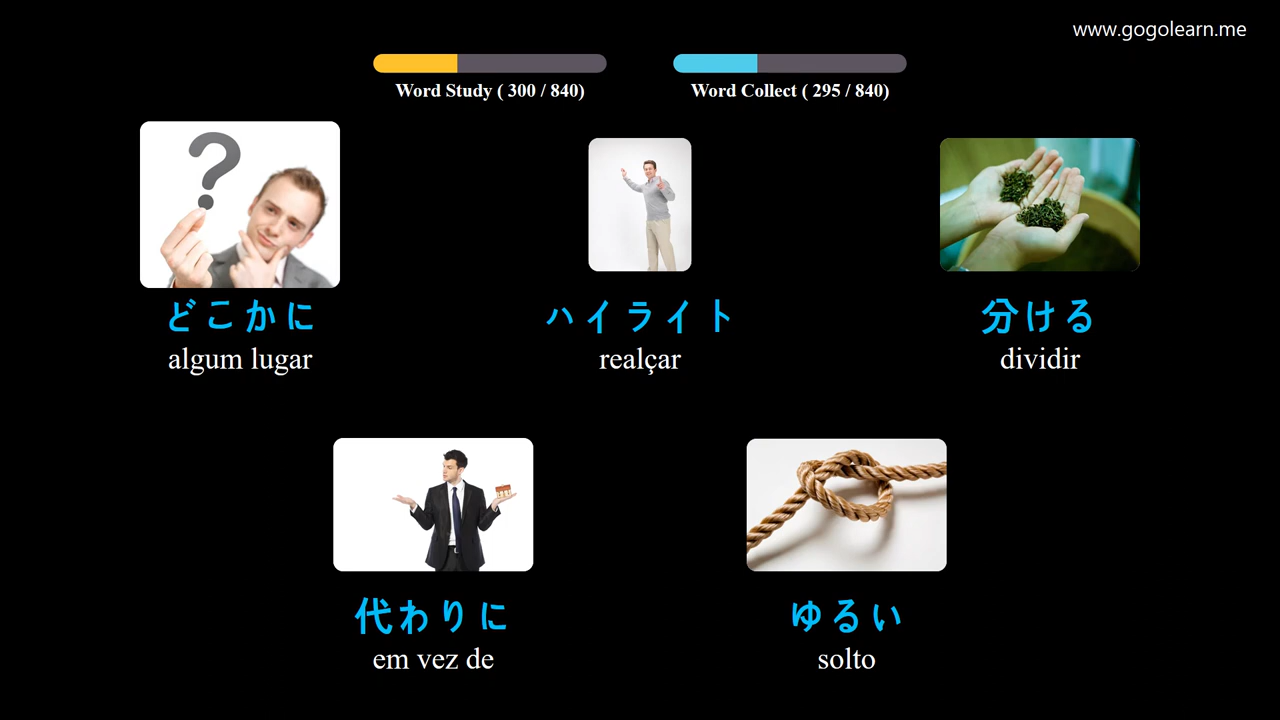 www.gogolearn.me
Word Study ( 300 / 840)
Word Collect ( 295 / 840)
どこかに
algum lugar
ハイライト
realçar
分ける
dividir
代わりに
em vez de
ゆるい
solto